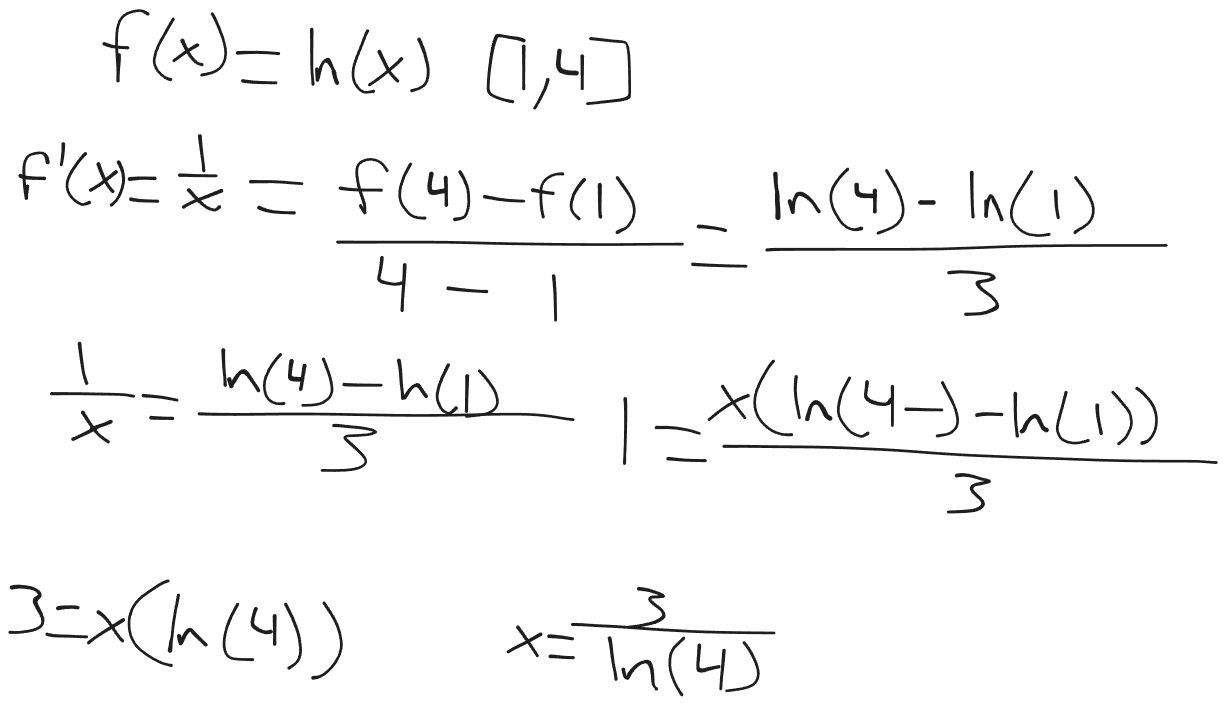 f(x) = ln(x) [1,4]
f'(x) = 1/x = (f(4) - f(1))/(4 - 1) = (ln(4) - ln(1))/3
1/x = (ln(4) - ln(1))/3 1 = x(ln(4-) - ln(1))/3
3 = x(ln(4)) x = 3/ln(4)